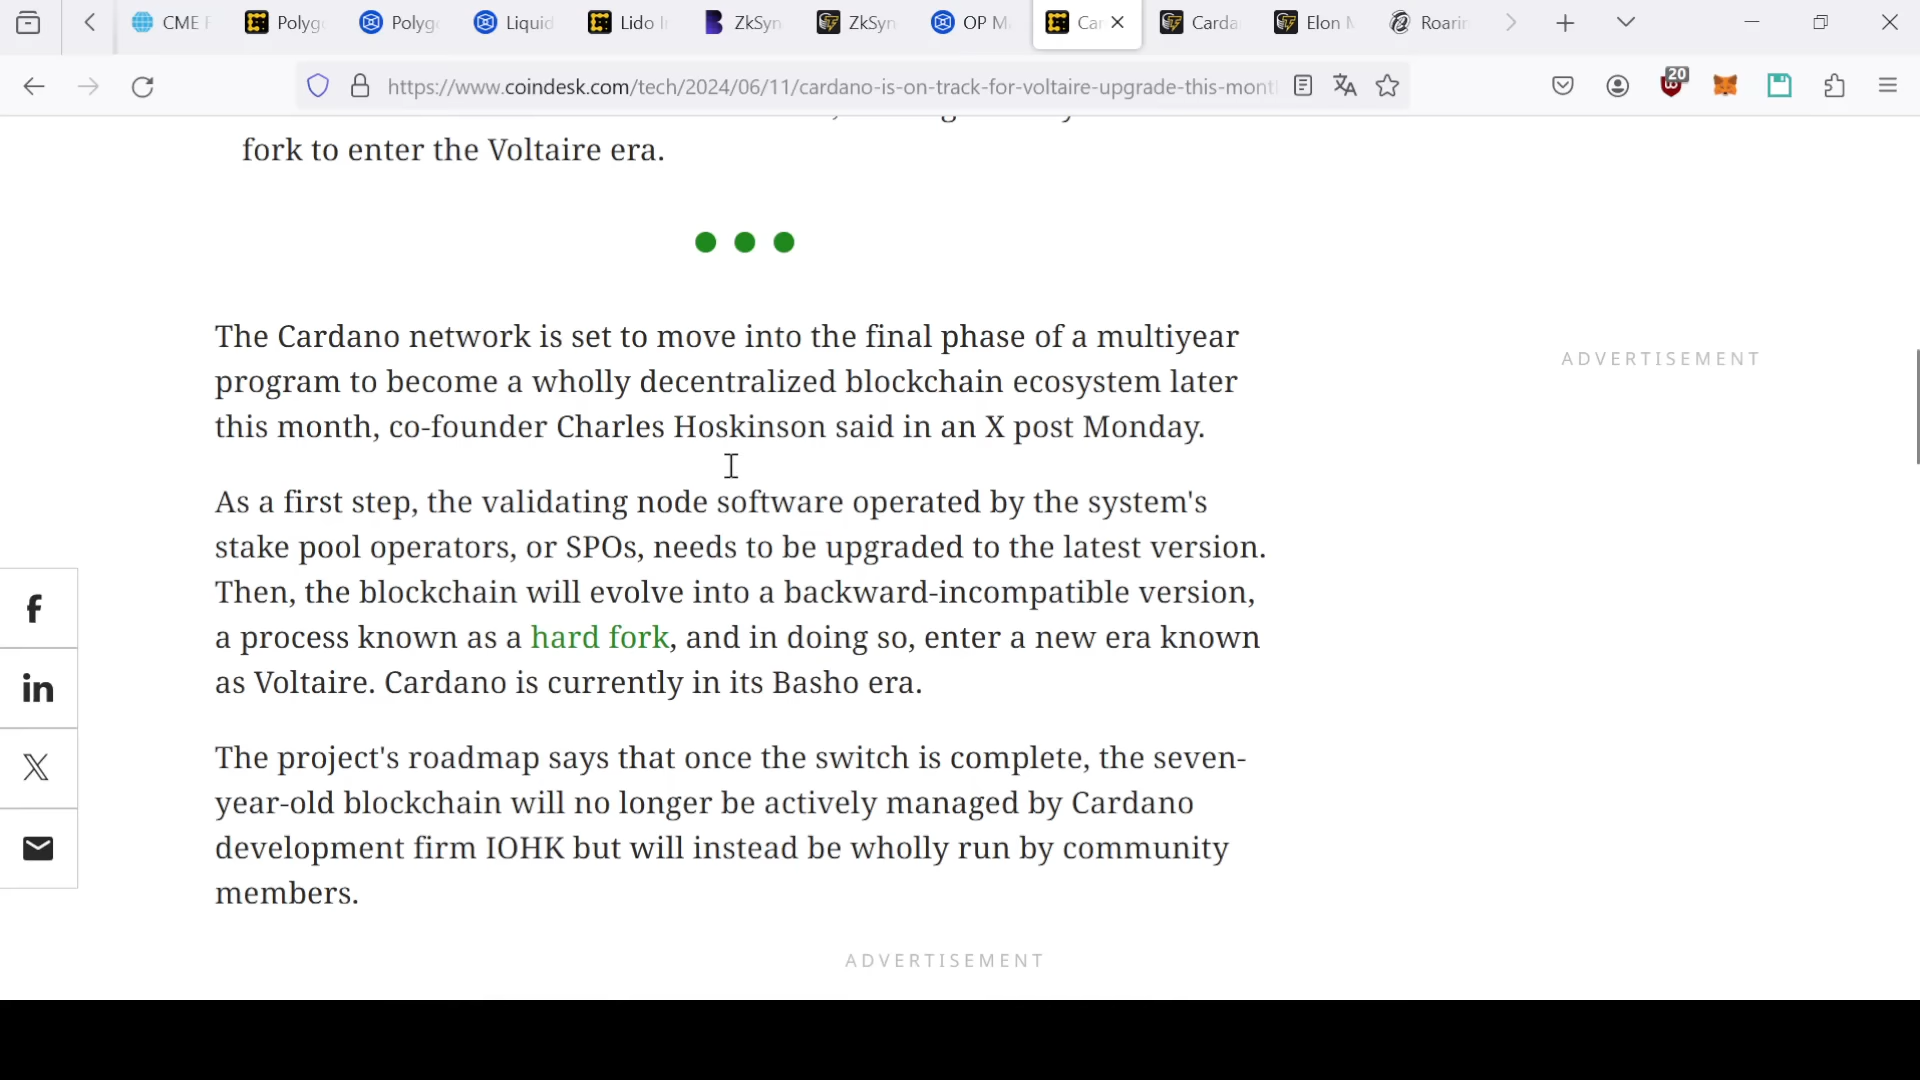 CME F
Polygo
Polyg
Liquid
Lido I
ZkSyn
ZkSyn
OP M
Car
Carda
Elon M
Roarin
https://www.coindesk.com/tech/2024/06/11/cardano-is-on-track-for-voltaire-upgrade-this-mont
20
fork to enter the Voltaire era.
The Cardano network is set to move into the final phase of a multiyear
program to become a wholly decentralized blockchain ecosystem later
this month, co-founder Charles Hoskinson said in an X post Monday.
ADVERTISEMENT
As a first step, the validating node software operated by the system's
stake pool operators, or SPOs, needs to be upgraded to the latest version.
Then, the blockchain will evolve into a backward-incompatible version,
a process known as a hard fork, and in doing so, enter a new era known
as Voltaire. Cardano is currently in its Basho era.
The project's roadmap says that once the switch is complete, the seven-
year-old blockchain will no longer be actively managed by Cardano
development firm IOHK but will instead be wholly run by community
members.
ADVERTISEMENT